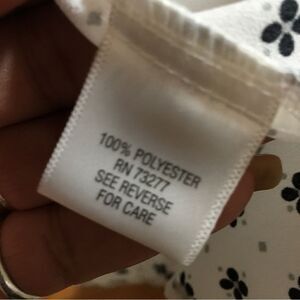 100% POLYESTER
RN 73277
SEE REVERSE
FOR CARE